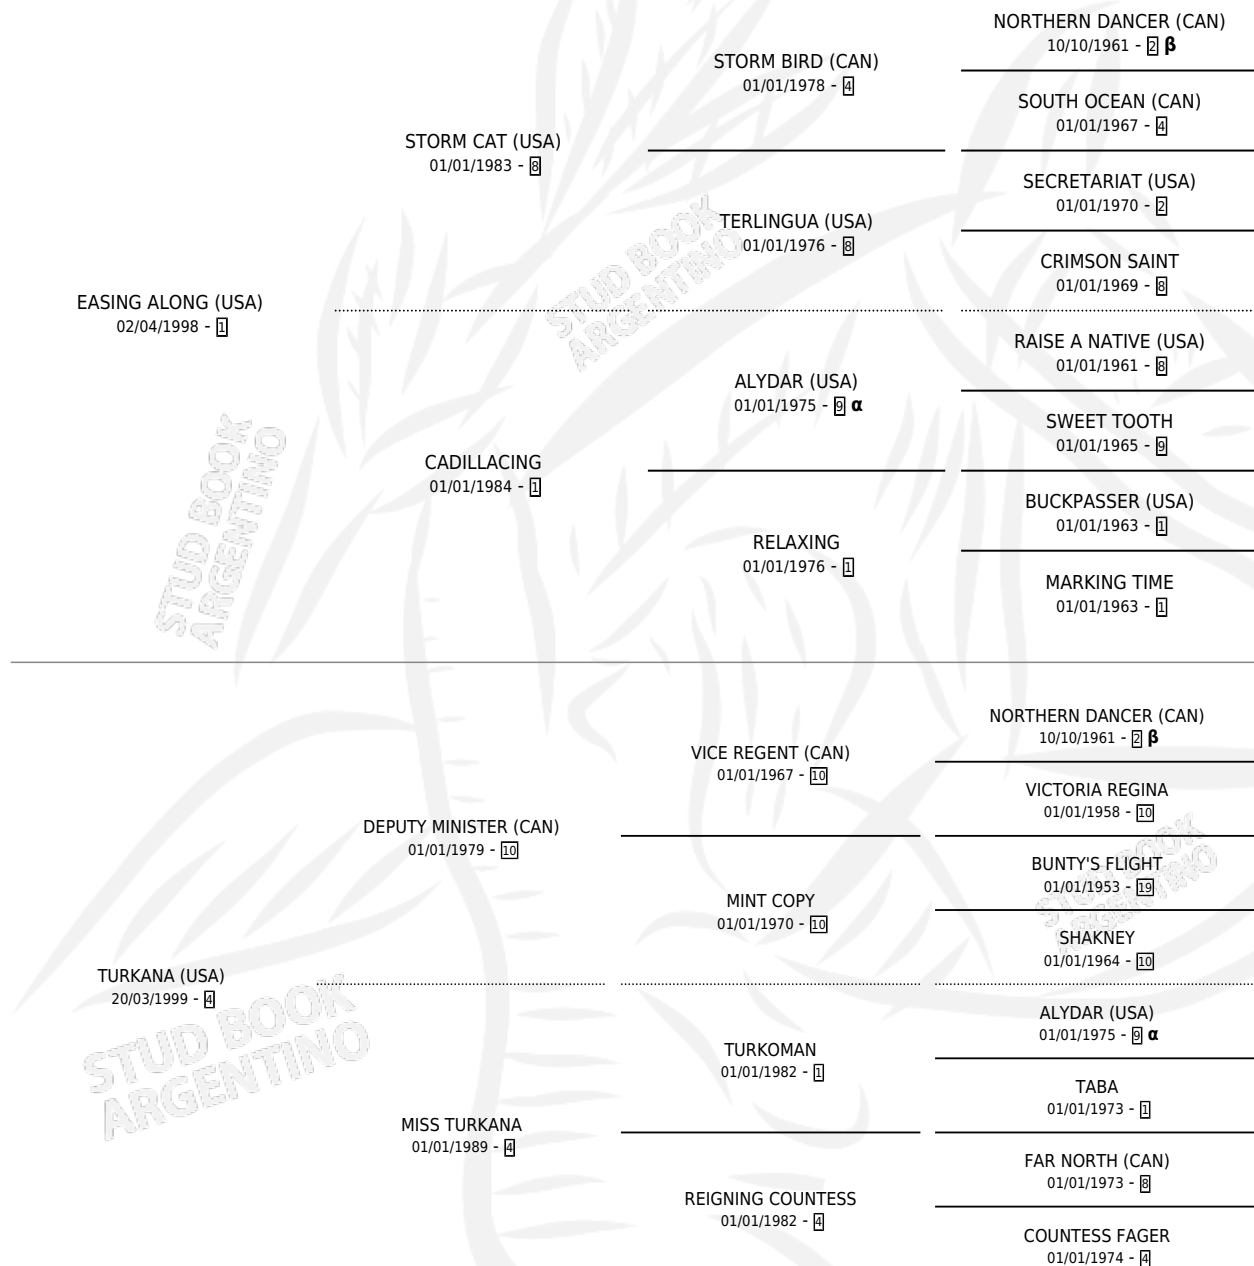 NORTHERN DANCER (CAN)
10/10/1961 - 2 β
STORM BIRD (CAN)
01/01/1978 - 4
SOUTH OCEAN (CAN)
01/01/1967 - 4
STORM CAT (USA)
01/01/1983 - 8
SECRETARIAT (USA)
01/01/1970 - 2
TERLINGUA (USA)
01/01/1976 - 8
CRIMSON SAINT
01/01/1969 - 8
EASING ALONG (USA)
02/04/1998 - 1
RAISE A NATIVE (USA)
01/01/1961 - 8
ALYDAR (USA)
01/01/1975 - 9 α
SWEET TOOTH
01/01/1965 - 9
CADILLACING
01/01/1984 - 1
BUCKPASSER (USA)
01/01/1963 - 1
RELAXING
01/01/1976 - 1
MARKING TIME
01/01/1963 - 1
NORTHERN DANCER (CAN)
10/10/1961 - 2 β
VICE REGENT (CAN)
01/01/1967 - 10
VICTORIA REGINA
01/01/1958 - 10
DEPUTY MINISTER (CAN)
01/01/1979 - 10
BUNTY'S FLIGHT
01/01/1953 - 19
MINT COPY
01/01/1970 - 10
SHAKNEY
01/01/1964 - 10
TURKANA (USA)
20/03/1999 - 4
ALYDAR (USA)
01/01/1975 - 9 α
TURKOMAN
01/01/1982 - 1
TABA
01/01/1973 - 1
MISS TURKANA
01/01/1989 - 4
FAR NORTH (CAN)
01/01/1973 - 8
REIGNING COUNTESS
01/01/1982 - 4
COUNTESS FAGER
01/01/1974 - 4
STUD BOOK
ARGENTINO
STUD BOOK
ARGENTINO
STUD BOOK
ARGENTINO
STUD BOOK
ARGENTINO